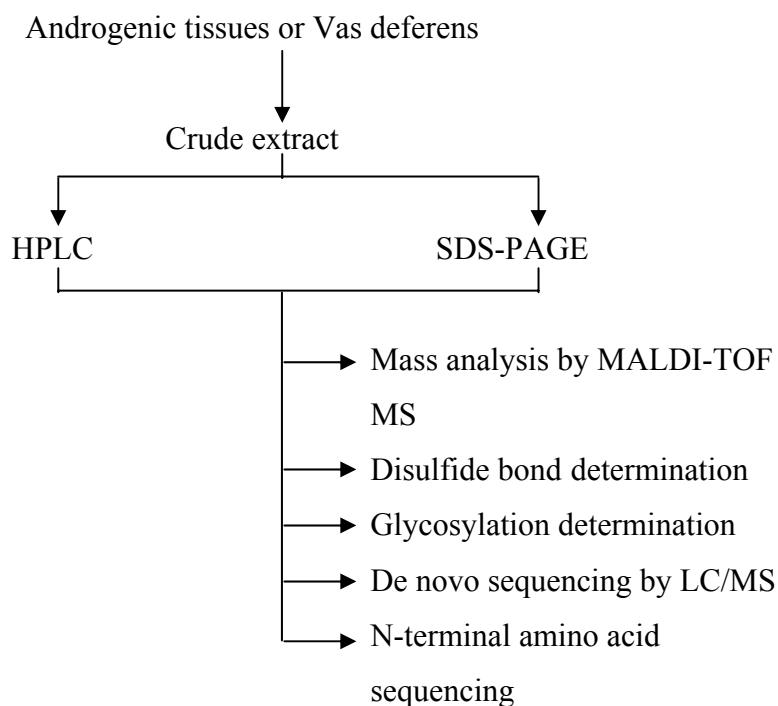 Androgenic tissues or Vas deferens
Crude extract
HPLC
SDS-PAGE
Mass analysis by MALDI-TOF
MS
Disulfide bond determination
Glycosylation determination
De novo sequencing by LC/MS
N-terminal amino acid
sequencing